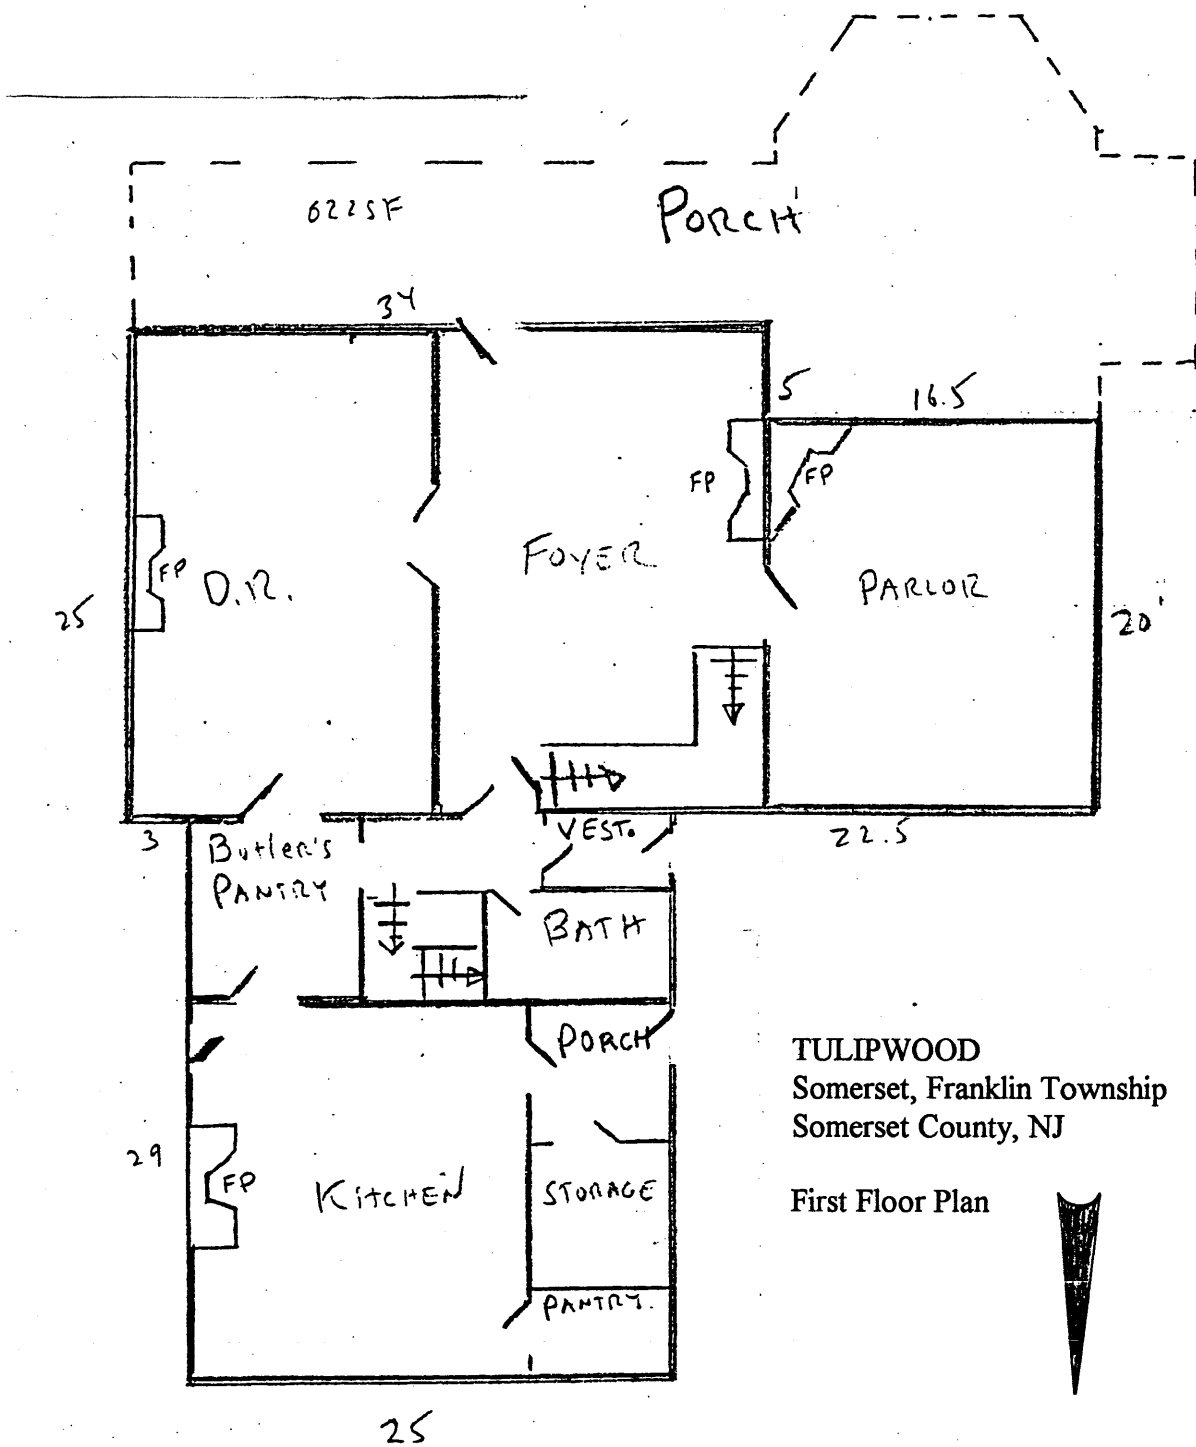 622SF
PORCH
34
5
16.5
FP
FP
FOYER
FP
D.R.
PARLOR
25
20'
VEST.
3
Butler's
PANTRY
22.5
BATH
PORCH
TULIPWOOD
Somerset, Franklin Township
Somerset County, NJ
29
FP
KITCHEN
STORAGE
First Floor Plan
PANTRY.
25